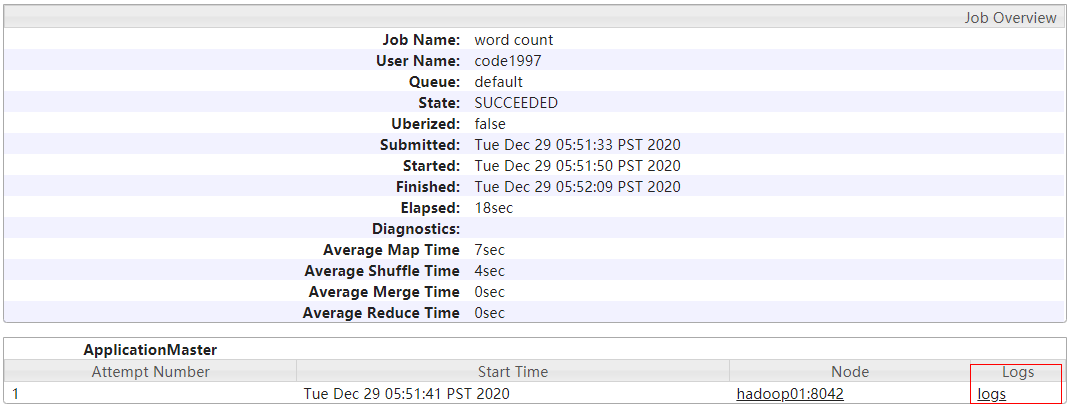 Job Overview
Job Name: word count
User Name: code1997
Queue: default
State: SUCCEEDED
Uberized: false
Submitted: Tue Dec 29 05:51:33 PST 2020
Started: Tue Dec 29 05:51:50 PST 2020
Finished: Tue Dec 29 05:52:09 PST 2020
Elapsed: 18sec
Diagnostics:
Average Map Time 7sec
Average Shuffle Time 4sec
Average Merge Time 0sec
Average Reduce Time 0sec
ApplicationMaster
Attempt Number Start Time Node Logs
1 Tue Dec 29 05:51:41 PST 2020 hadoop01:8042 logs